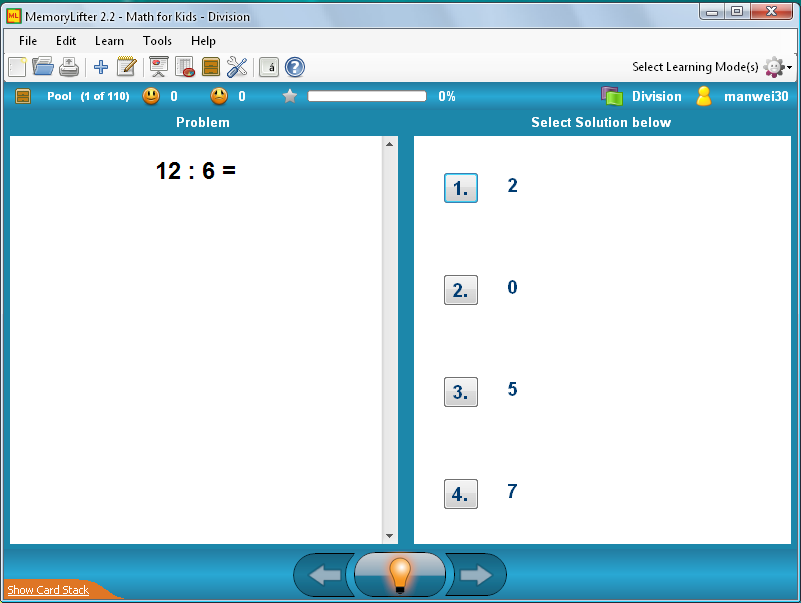 MemoryLifter 2.2 - Math for Kids - Division
File Edit Learn Tools Help
á ? Select Learning Mode(s)
Pool (1 of 110) 0 0 0% Division manwei30
Problem
Select Solution below
12 : 6 =
1. 2
2. 0
3. 5
4. 7
Show Card Stack